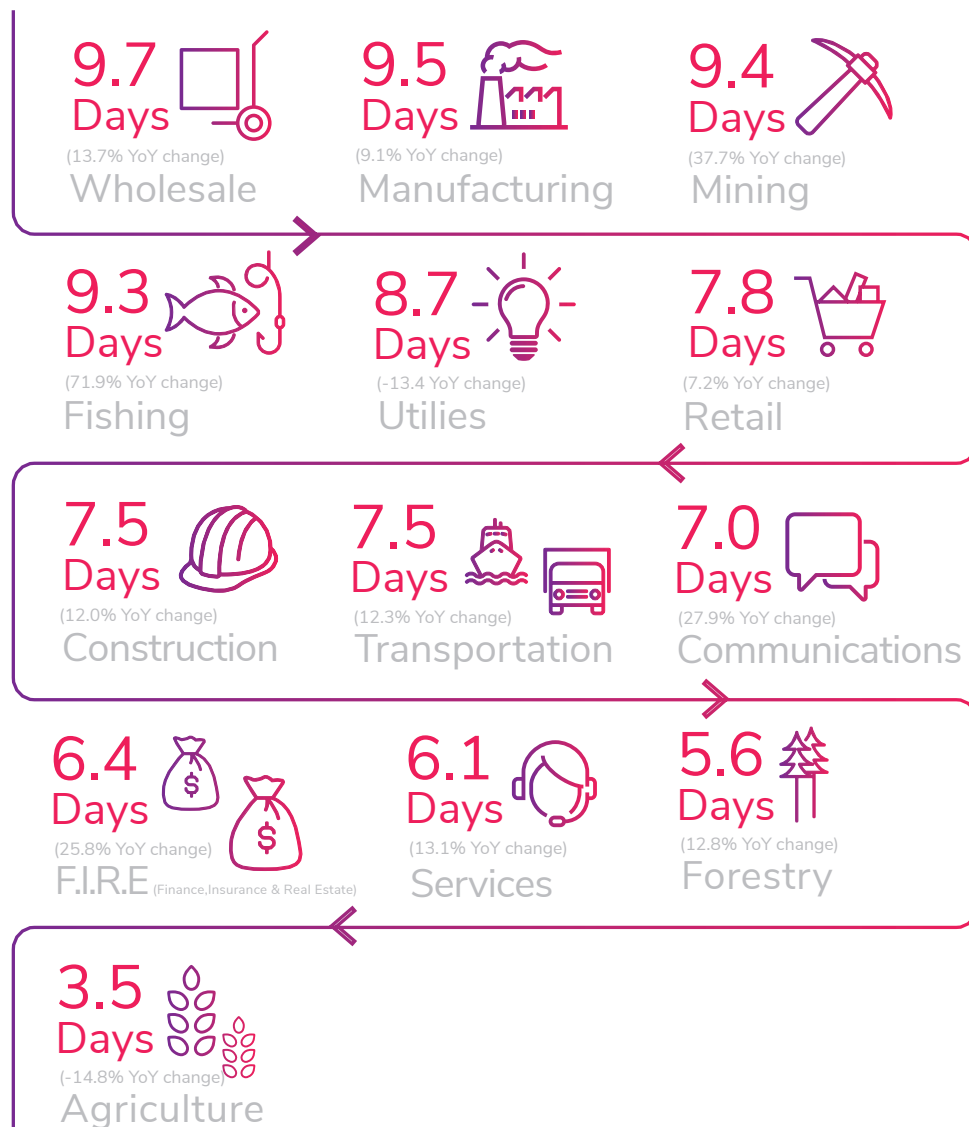 9.7
Days
(13.7% YoY change)
Wholesale
9.5
Days
(9.1% YoY change)
Manufacturing
9.4
Days
(37.7% YoY change)
Mining
9.3
Days
(71.9% YoY change)
Fishing
8.7
Days
(-13.4 YoY change)
Utilies
7.8
Days
(7.2% YoY change)
Retail
7.5
Days
(12.0% YoY change)
Construction
7.5
Days
(12.3% YoY change)
Transportation
7.0
Days
(27.9% YoY change)
Communications
6.4
Days
$
$
(25.8% YoY change)
F.I.R.E (Finance,Insurance & Real Estate)
6.1
Days
(13.1% YoY change)
Services
5.6
Days
(12.8% YoY change)
Forestry
3.5
Days
(-14.8% YoY change)
Agriculture